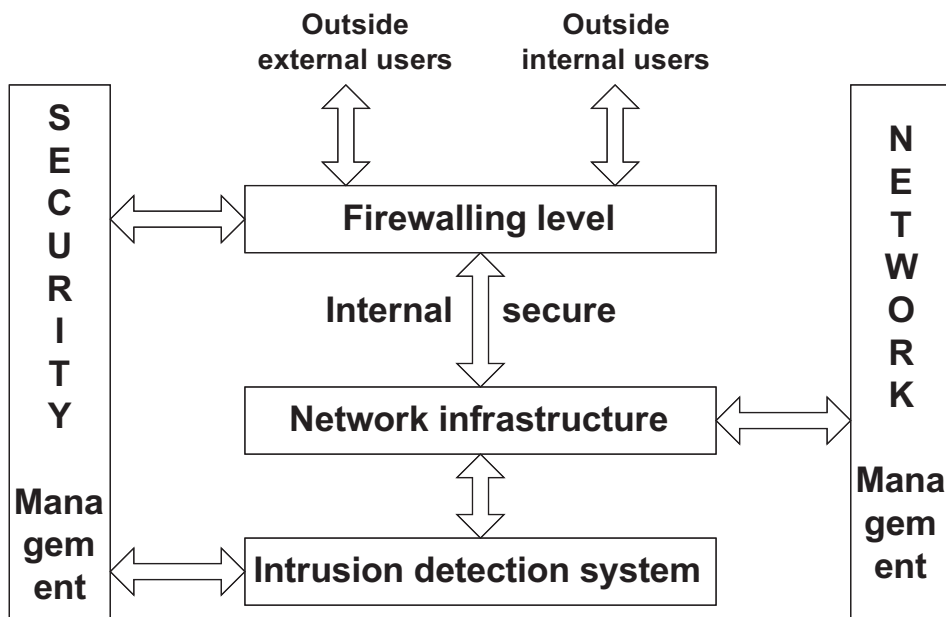 Outside
external users
Outside
internal users
S
E
C
U
R
I
T
Y
Mana
gem
ent
Firewalling level
Internal secure
Network infrastructure
Intrusion detection system
N
E
T
W
O
R
K
Mana
gem
ent